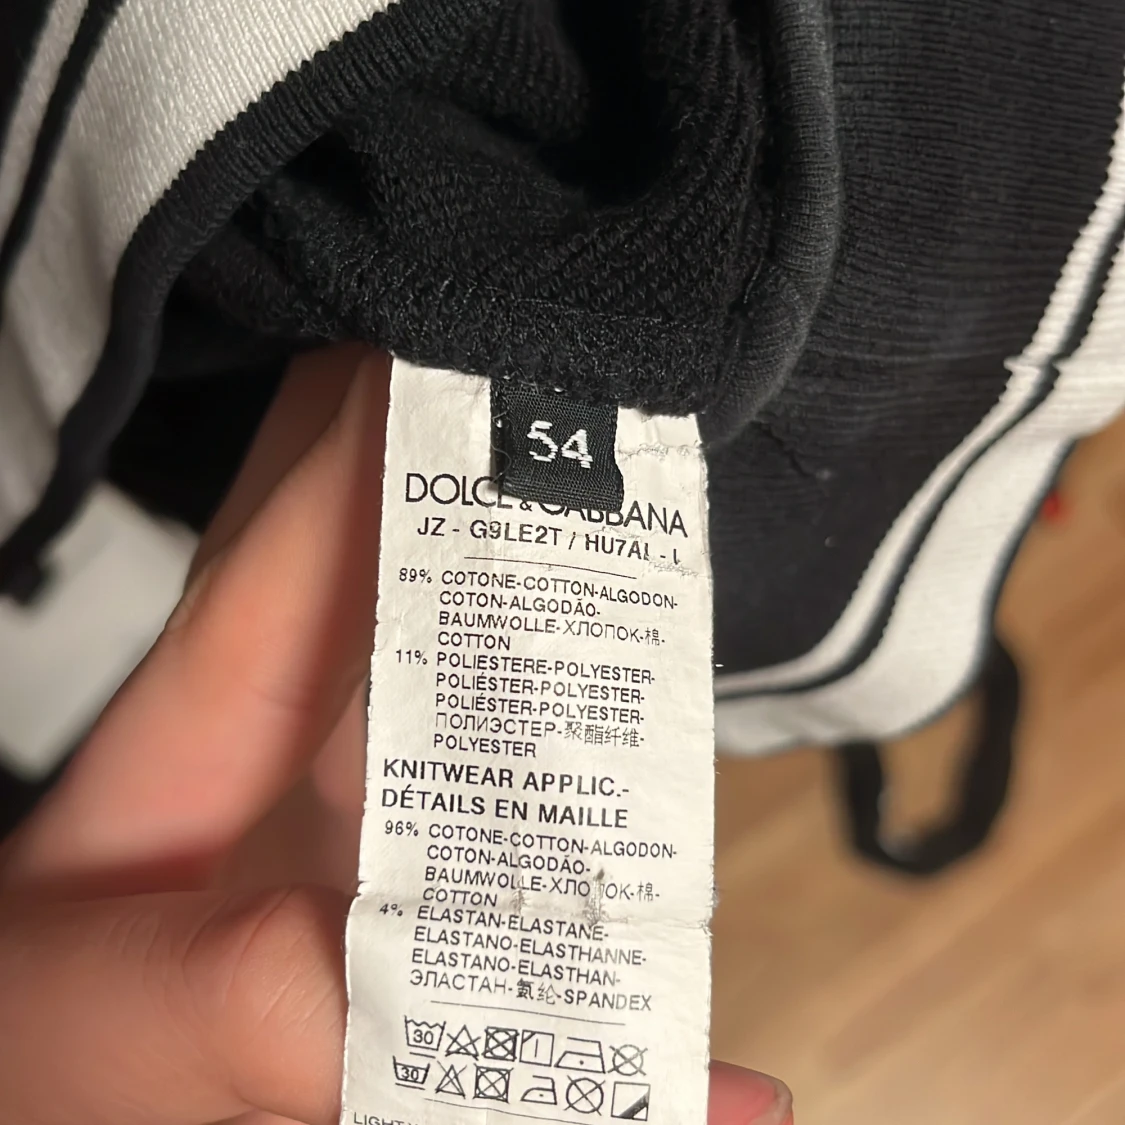 54
DOLCE & GABBANA
JZ - G9LE2T / HU7AL - L
89% COTONE-COTTON-ALGODON-
COTON-ALGODÃO-
BAUMWOLLE-ХЛОПОК-棉-
COTTON
11% POLIESTERE-POLYESTER-
POLIÉSTER-POLYESTER-
POLIÉSTER-POLYESTER-
ПОЛИЭСТЕР-聚酯纤维-
POLYESTER
KNITWEAR APPLIC.-
DÉTAILS EN MAILLE
96% COTONE-COTTON-ALGODON-
COTON-ALGODÃO-
BAUMWOLLE-ХЛОПОК-棉-
COTTON
4% ELASTAN-ELASTANE-
ELASTANO-ELASTHANNE-
ELASTANO-ELASTHAN-
ЭЛАСТАН-氨纶-SPANDEX
30
30